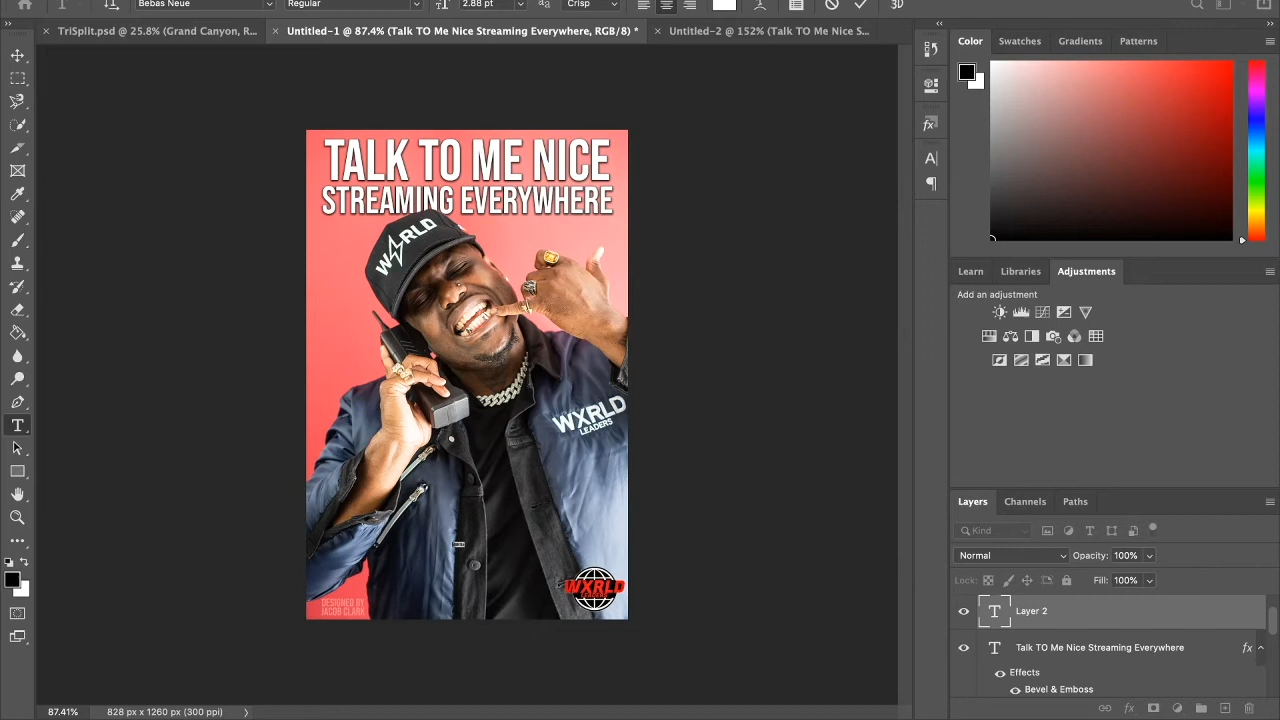 Bebas Neue
Regular
2.88 pt
Crisp
3D
TriSplit.psd @ 25.8% (Grand Canyon, R...
Untitled-1 @ 87.4% (Talk TO Me Nice Streaming Everywhere, RGB/8) *
Untitled-2 @ 152% (Talk TO Me Nice S...
Color
Swatches
Gradients
Patterns
TALK TO ME NICE
STREAMING EVERYWHERE
WRLD
WXRLD
LEADERS
WXRLD
LEADERS
DESIGNED BY
JACOB CLARK
Learn
Libraries
Adjustments
Add an adjustment
Layers
Channels
Paths
Kind
Normal
Opacity: 100%
Lock:
Fill: 100%
Layer 2
Talk TO Me Nice Streaming Everywhere
fx
Effects
Bevel & Emboss
87.41%
828 px x 1260 px (300 ppi)